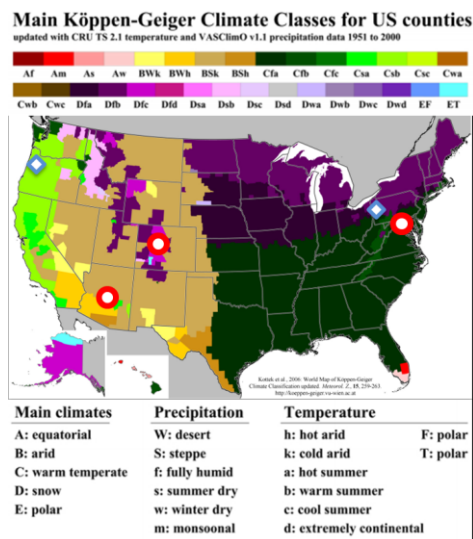 Main Köppen-Geiger Climate Classes for US counties
updated with CRU TS 2.1 temperature and VASClimO v1.1 precipitation data 1951 to 2000
Af Am As Aw BWk BWh BSk BSh Cfa Cfb Cfc Csa Csb Csc Cwa
Cwb Cwc Dfa Dfb Dfc Dfd Dsa Dsb Dsc Dsd Dwa Dwb Dwc Dwd EF ET
Kottek et al., 2006: World Map of Köppen-Geiger
Climate Classification updated. Meteorol. Z., 15, 259-263.
http://koeppen-geiger.vu-wien.ac.at
Main climates
A: equatorial
B: arid
C: warm temperate
D: snow
E: polar
Precipitation
W: desert
S: steppe
f: fully humid
s: summer dry
w: winter dry
m: monsoonal
Temperature
h: hot arid
k: cold arid
a: hot summer
b: warm summer
c: cool summer
d: extremely continental
F: polar
T: polar